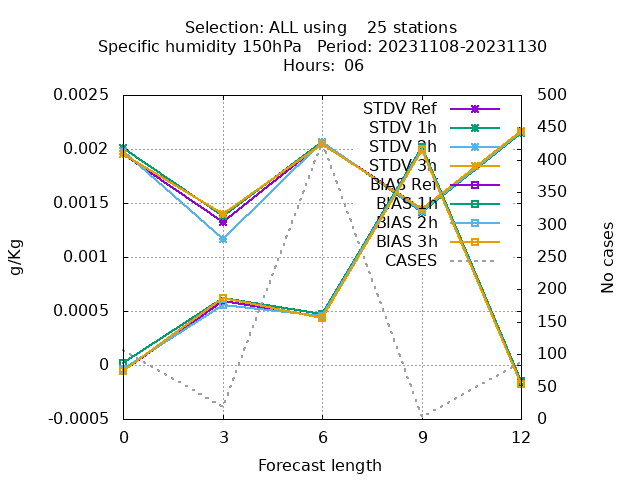 Selection: ALL using    25 stations
Specific humidity 150hPa   Period: 20231108-20231130
Hours:  06
0.0025
0.002
0.0015
0.001
0.0005
0
-0.0005
g/Kg
STDV Ref
STDV 1h
STDV 2h
STDV 3h
BIAS Ref
BIAS 1h
BIAS 2h
BIAS 3h
CASES
500
450
400
350
300
250
200
150
100
50
0
No cases
0 3 6 9 12
Forecast length